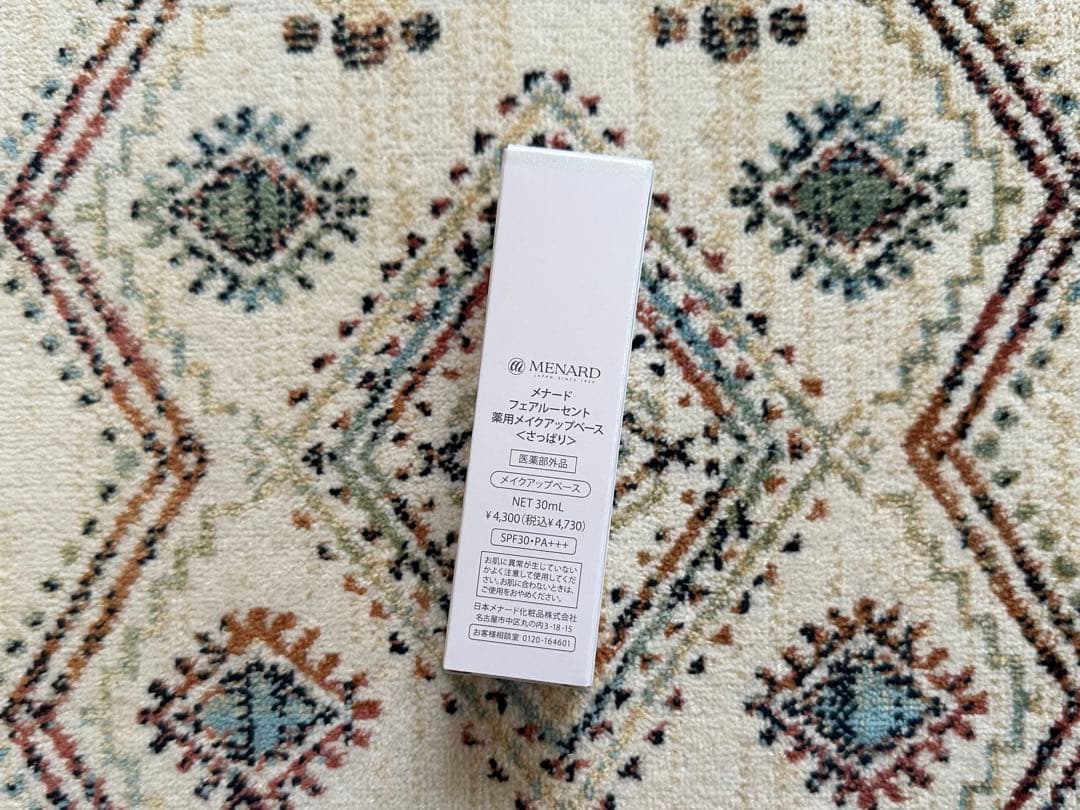 MENARD
JAPAN SINCE 1959
メナード
フェアルーセント
薬用メイクアップベース
＜さっぱり＞
医薬部外品
メイクアップベース
NET 30mL
¥4,300(税込¥4,730)
SPF30・PA+++
お肌に異常が生じていない
かよく注意して使用してくだ
さい。お肌に合わないときは、
ご使用をおやめください。
日本メナード化粧品株式会社
名古屋市中区丸の内3-18-15
お客様相談室 0120-164601